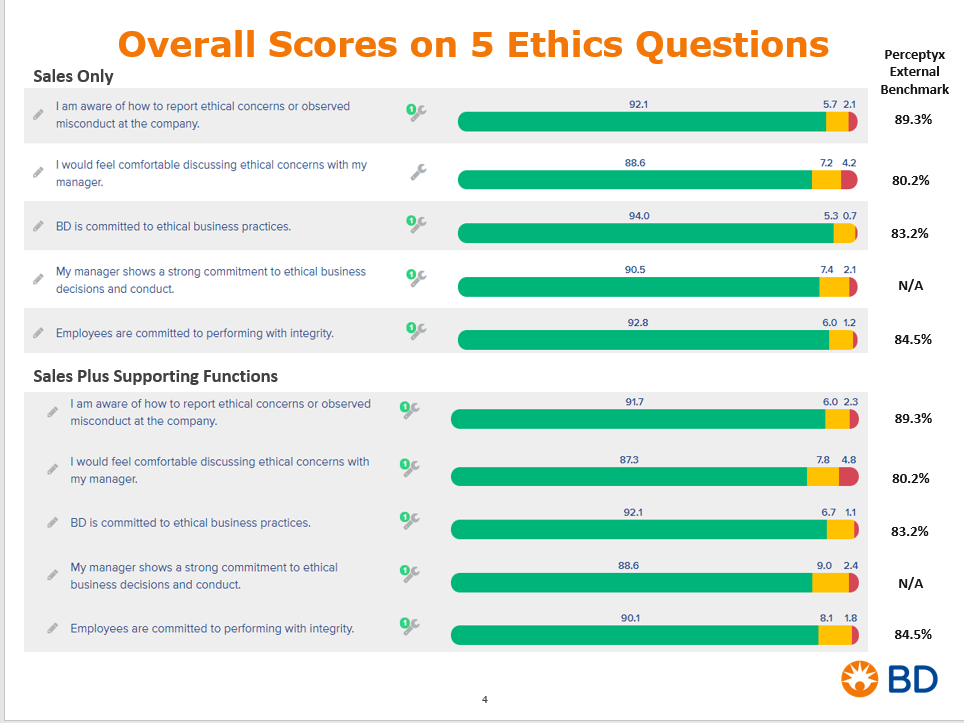 Overall Scores on 5 Ethics Questions
Perceptyx
External
Benchmark
Sales Only
I am aware of how to report ethical concerns or observed
misconduct at the company.
1
92.1 5.7 2.1
89.3%
I would feel comfortable discussing ethical concerns with my
manager.
88.6 7.2 4.2
80.2%
BD is committed to ethical business practices.
1
94.0 5.3 0.7
83.2%
My manager shows a strong commitment to ethical business
decisions and conduct.
1
90.5 7.4 2.1
N/A
Employees are committed to performing with integrity.
1
92.8 6.0 1.2
84.5%
Sales Plus Supporting Functions
I am aware of how to report ethical concerns or observed
misconduct at the company.
1
91.7 6.0 2.3
89.3%
I would feel comfortable discussing ethical concerns with
my manager.
1
87.3 7.8 4.8
80.2%
BD is committed to ethical business practices.
1
92.1 6.7 1.1
83.2%
My manager shows a strong commitment to ethical
business decisions and conduct.
1
88.6 9.0 2.4
N/A
Employees are committed to performing with integrity.
1
90.1 8.1 1.8
84.5%
BD
4